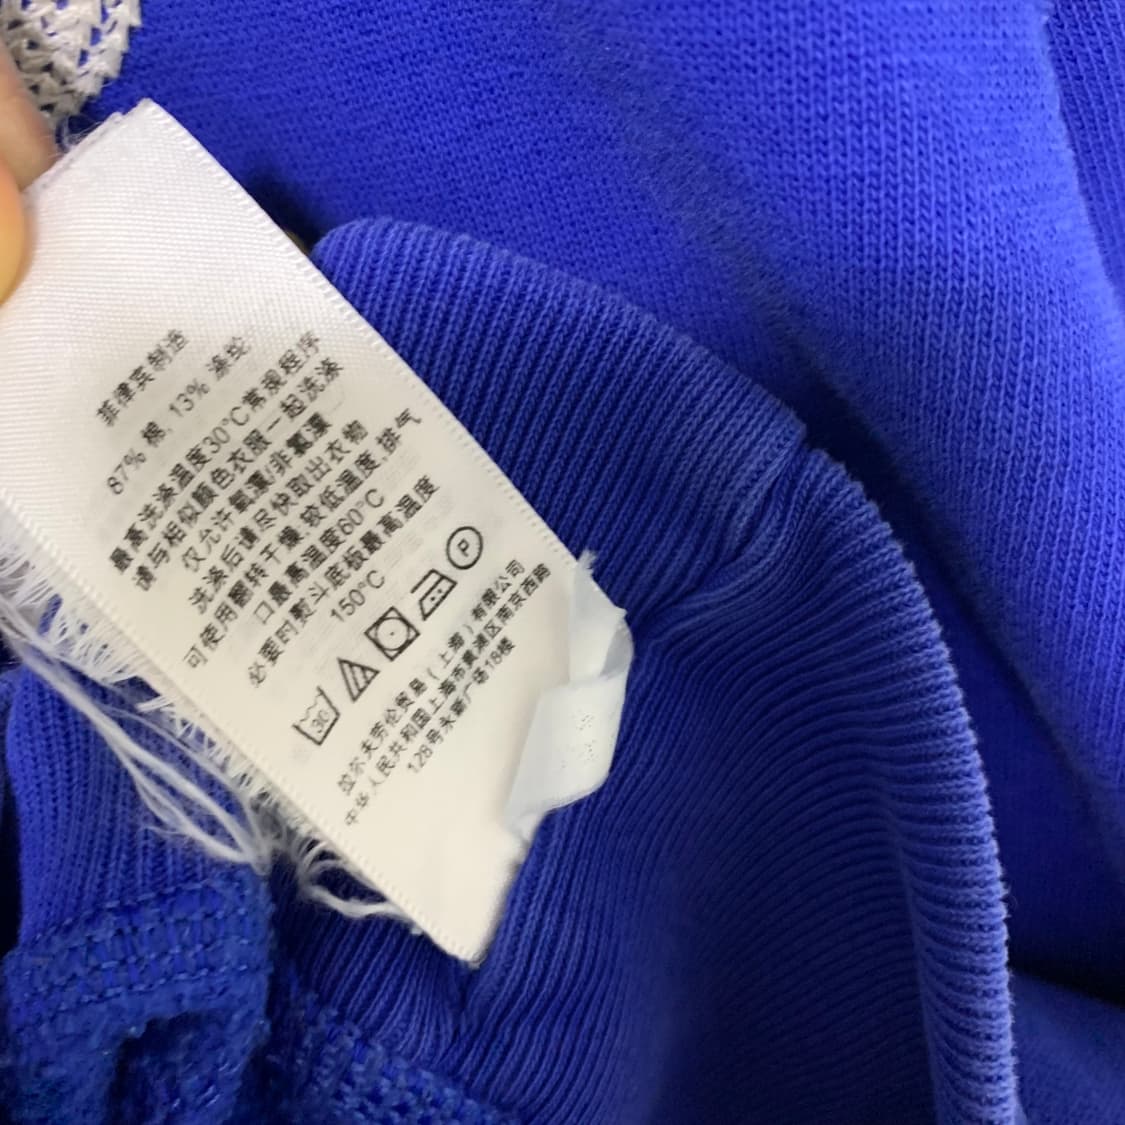 菲律宾制造
87% 棉, 13% 涤纶
最高洗涤温度30°C常规程序
请与相似颜色衣服一起洗涤
仅允许氧漂/非氯漂
洗涤后请尽快取出衣物
可使用翻转干燥,较低温度,排气
口最高温度60°C
必要时熨斗底板最高温度
150°C
30
P
拉尔夫劳伦贸易(上海)有限公司
中华人民共和国上海市黄浦区南京西路
128号永新广场18楼